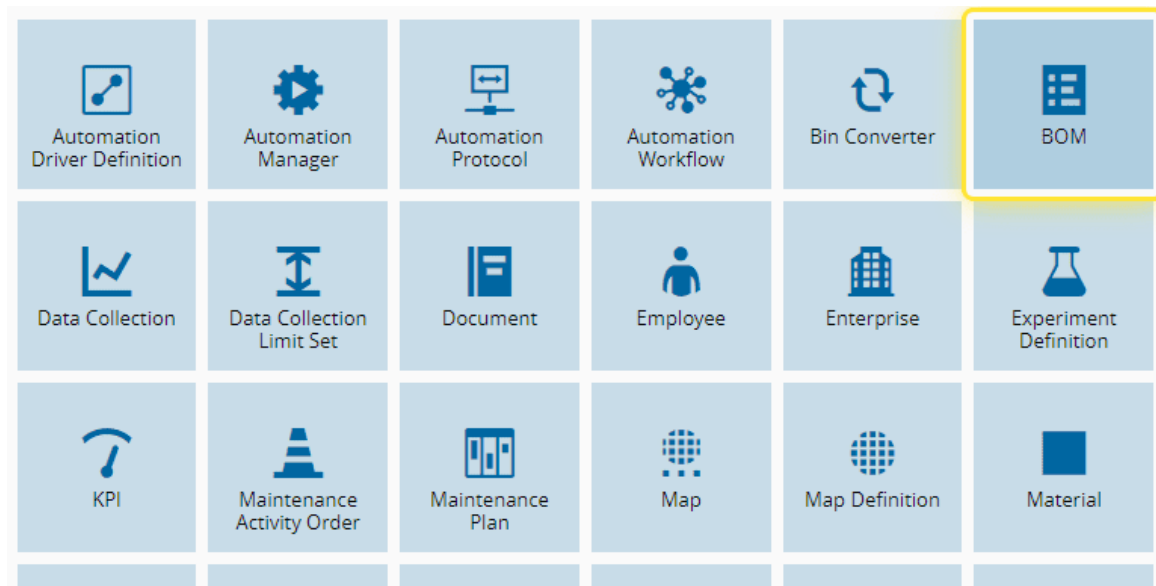 Automation
Driver Definition
Automation
Manager
Automation
Protocol
Automation
Workflow
Bin Converter
BOM
Data Collection
Data Collection
Limit Set
Document
Employee
Enterprise
Experiment
Definition
KPI
Maintenance
Activity Order
Maintenance
Plan
Map
Map Definition
Material